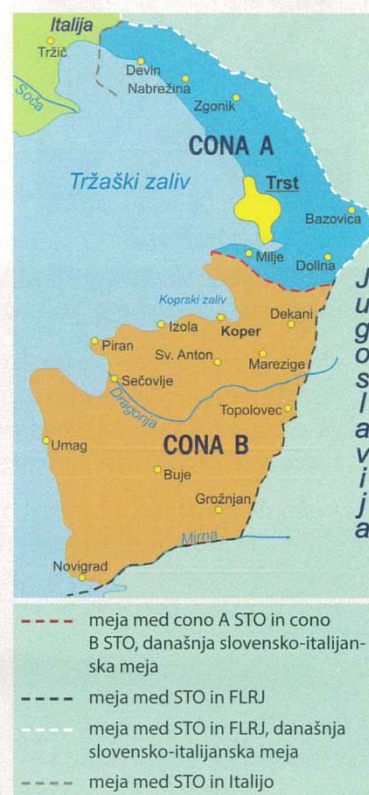 Italija
Tržič
Devin
Soča
Nabrežina
Zgonik
CONA A
Tržaški zaliv
Trst
Bazovica
Milje
Dolina
Jugoslavija
Koprski zaliv
Izola
Koper
Dekani
Piran
Sv. Anton
Marezige
Sečovlje
Dragonja
Topolovec
Umag
CONA B
Buje
Grožnjan
Mirna
Novigrad
meja med cono A STO in cono
B STO, današnja slovensko-italijan-
ska meja
meja med STO in FLRJ
meja med STO in FLRJ, današnja
slovensko-italijanska meja
meja med STO in Italijo